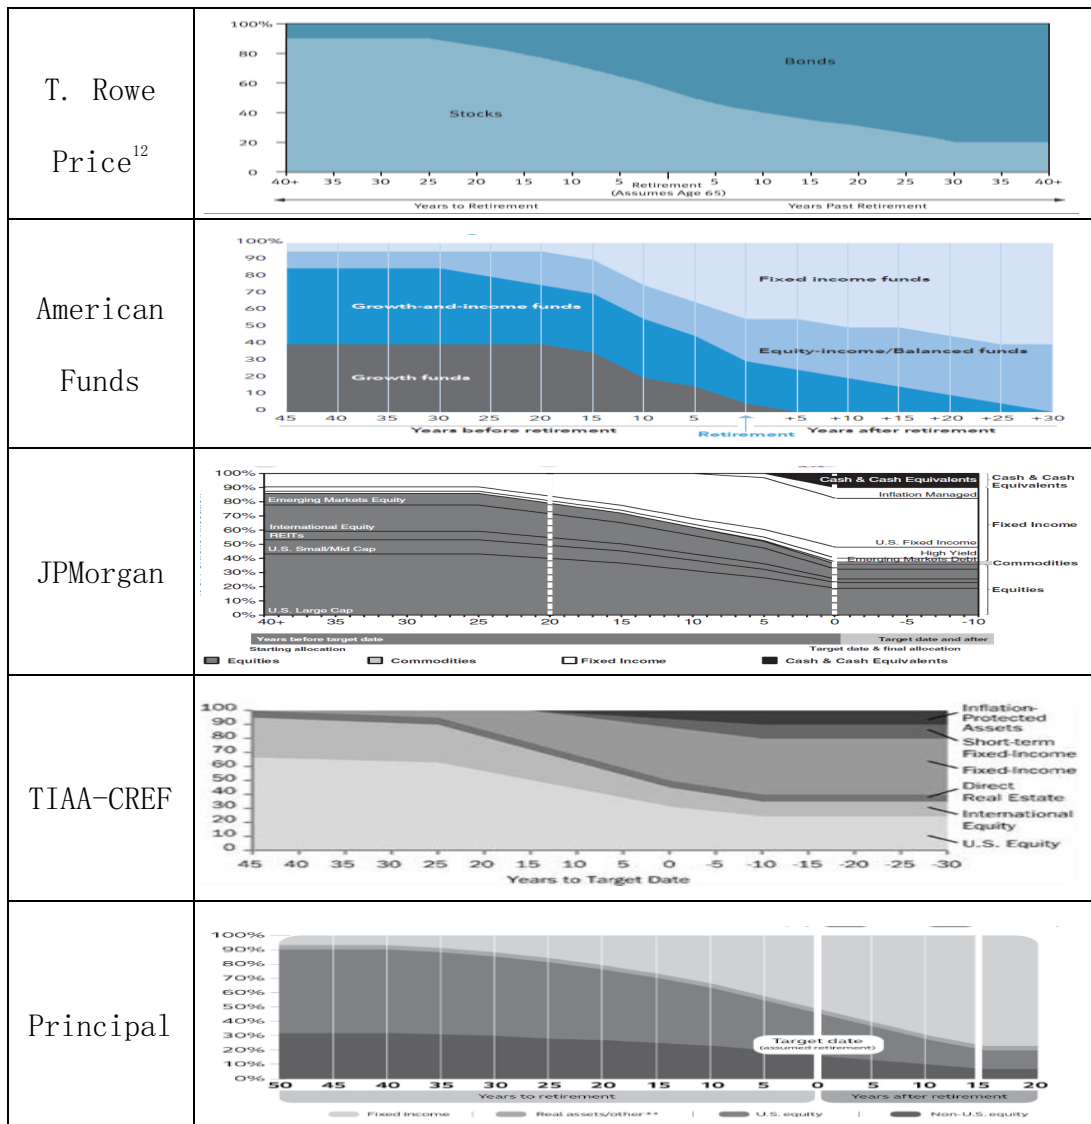 T. Rowe
Price12
100%
80
60
40
20
0
Bonds
Stocks
40+ 35 30 25 20 15 10 5 Retirement 5 10 15 20 25 30 35 40+
(Assumes Age 65)
Years to Retirement Years Past Retirement
American
Funds
100%
90
80
70
60
50
40
30
20
10
0
Fixed income funds
Growth-and-income funds
Equity-income/Balanced funds
Growth funds
45 40 35 30 25 20 15 10 5 +5 +10 +15 +20 +25 +30
Years before retirement Retirement Years after retirement
JPMorgan
100%
90%
80%
70%
60%
50%
40%
30%
20%
10%
0%
Cash & Cash Equivalents
Inflation Managed
Emerging Markets Equity
International Equity
REITs
U.S. Small/Mid Cap
U.S. Fixed Income
High Yield
Emerging Markets Debt
U.S. Large Cap
Cash & Cash
Equivalents
Fixed Income
Commodities
Equities
40+ 35 30 25 20 15 10 5 0 -5 -10
Years before target date Target date and after
Starting allocation Target date & final allocation
Equities Commodities Fixed Income Cash & Cash Equivalents
TIAA-CREF
100
90
80
70
60
50
40
30
20
10
0
Inflation-
Protected
Assets
Short-term
Fixed-Income
Fixed-Income
Direct
Real Estate
International
Equity
U.S. Equity
45 40 35 25 20 15 10 5 0 -5 -10 -15 -20 -25 -30
Years to Target Date
Principal
100%
90%
80%
70%
60%
50%
40%
30%
20%
10%
0%
Target date
(assumed retirement)
50 45 40 35 30 25 20 15 10 5 0 5 10 15 20
Years to retirement Years after retirement
Fixed income | Real assets/other** | U.S. equity | Non-U.S. equity